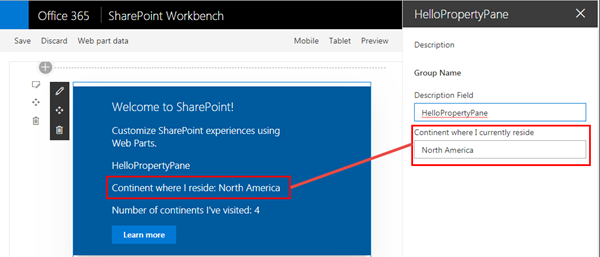 Office 365 SharePoint Workbench
Save Discard Web part data Mobile Tablet Preview
Welcome to SharePoint!
Customize SharePoint experiences using
Web Parts.
HelloPropertyPane
Continent where I reside: North America
Number of continents I've visited: 4
Learn more
HelloPropertyPane
Description
Group Name
Description Field
HelloPropertyPane
Continent where I currently reside
North America